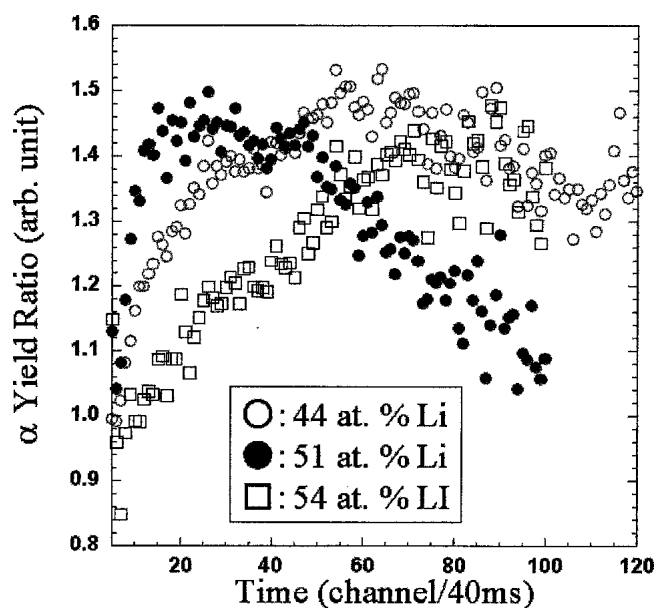 1.6
1.5
1.4
1.3
1.2
1.1
1.0
0.9
0.8
α Yield Ratio (arb. unit)
○ : 44 at. % Li
● : 51 at. % Li
□ : 54 at. % LI
20 40 60 80 100 120
Time (channel/40ms)